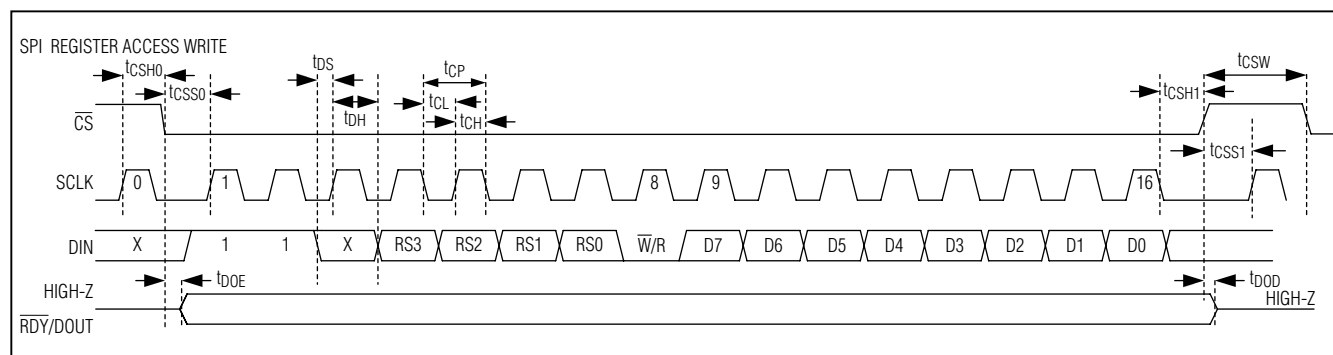 SPI REGISTER ACCESS WRITE
tCSH0 tDS tCP tCSW
tCSS0 tCL tCSH1
tDH tCH
C̅S̅
tCSS1
SCLK 0 1 8 9 16
DIN X 1 1 X RS3 RS2 RS1 RS0 W̅/R D7 D6 D5 D4 D3 D2 D1 D0
tDOE tDOD
HIGH-Z HIGH-Z
R̅D̅Y̅/DOUT